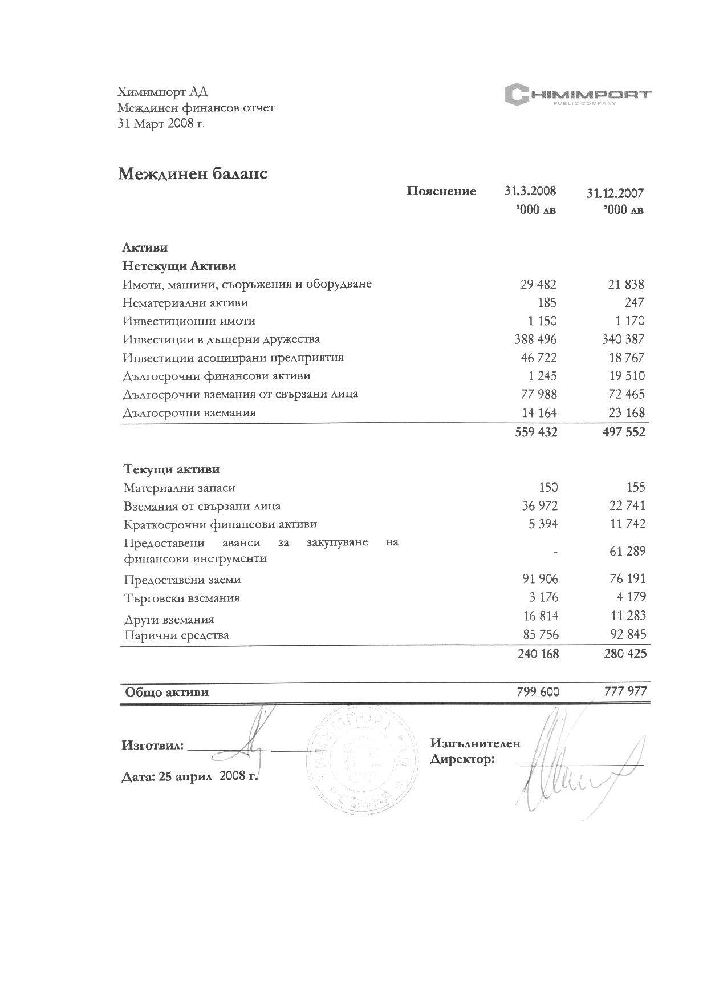 Химимпорт АД
Междинен финансов отчет
31 Март 2008 г.
CHIMIMPORT
PUBLIC COMPANY
Междинен баланс
Пояснение 31.3.2008 31.12.2007
’000 лв ’000 лв
Активи
Нетекущи Активи
Имоти, машини, съоръжения и оборудване 29 482 21 838
Нематериални активи 185 247
Инвестиционни имоти 1 150 1 170
Инвестиции в дъщерни дружества 388 496 340 387
Инвестиции асоциирани предприятия 46 722 18 767
Дългосрочни финансови активи 1 245 19 510
Дългосрочни вземания от свързани лица 77 988 72 465
Дългосрочни вземания 14 164 23 168
559 432 497 552
Текущи активи
Материални запаси 150 155
Вземания от свързани лица 36 972 22 741
Краткосрочни финансови активи 5 394 11 742
Предоставени аванси за закупуване на
финансови инструменти - 61 289
Предоставени заеми 91 906 76 191
Търговски вземания 3 176 4 179
Други вземания 16 814 11 283
Парични средства 85 756 92 845
240 168 280 425
Общо активи 799 600 777 977
Изготвил:
Изпълнителен
Директор:
Дата: 25 април 2008 г.